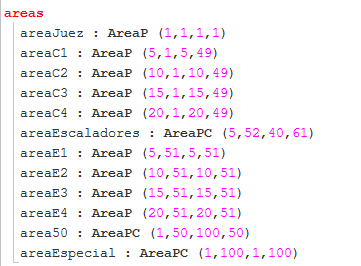 areas
areaJuez : AreaP (1,1,1,1)
areaC1 : AreaP (5,1,5,49)
areaC2 : AreaP (10,1,10,49)
areaC3 : AreaP (15,1,15,49)
areaC4 : AreaP (20,1,20,49)
areaEscaladores : AreaPC (5,52,40,61)
areaE1 : AreaP (5,51,5,51)
areaE2 : AreaP (10,51,10,51)
areaE3 : AreaP (15,51,15,51)
areaE4 : AreaP (20,51,20,51)
area50 : AreaPC (1,50,100,50)
areaEspecial : AreaPC (1,100,1,100)